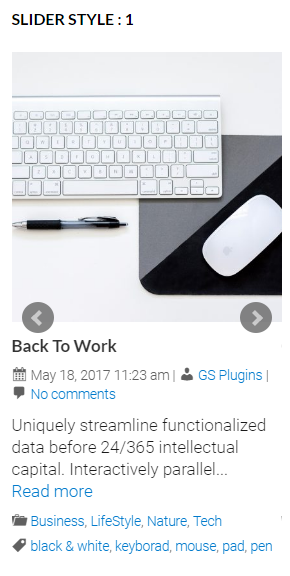 SLIDER STYLE : 1
Back To Work
May 18, 2017 11:23 am | GS Plugins |
No comments
Uniquely streamline functionalized
data before 24/365 intellectual
capital. Interactively parallel...
Read more
Business, LifeStyle, Nature, Tech
black & white, keyborad, mouse, pad, pen